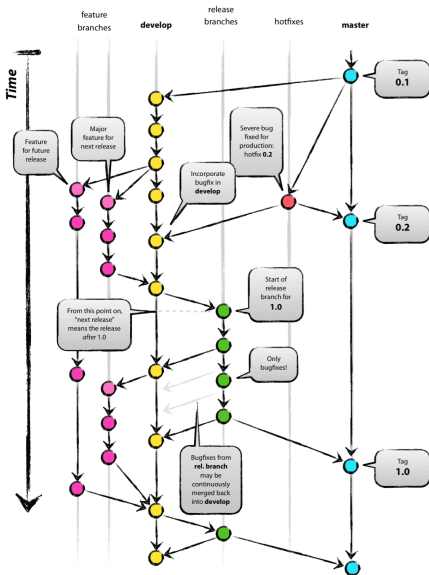 feature
branches
develop
release
branches
hotfixes
master
Time
Tag
0.1
Feature
for future
release
Major
feature for
next release
Severe bug
fixed for
production:
hotfix 0.2
Incorporate
bugfix in
develop
Tag
0.2
Start of
release
branch for
1.0
From this point on,
"next release"
means the release
after 1.0
Only
bugfixes!
Bugfixes from
rel. branch
may be
continuously
merged back
into develop
Tag
1.0